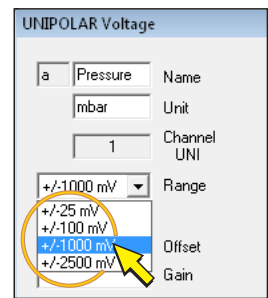 UNIPOLAR Voltage
a Pressure Name
mbar Unit
1 Channel
UNI
+/-1000 mV Range
+/-25 mV
+/-100 mV
+/-1000 mV Offset
+/-2500 mV Gain